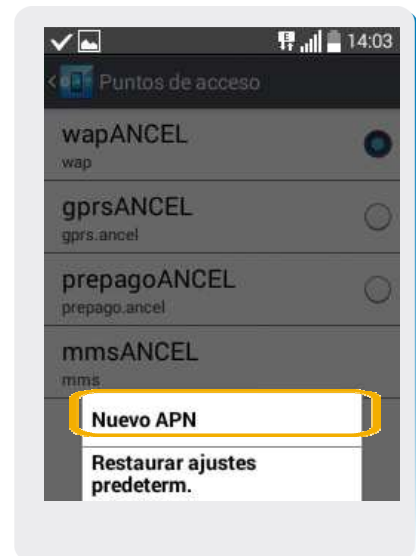 14:03
Puntos de acceso
wapANCEL
wap
gprsANCEL
gprs.ancel
prepagoANCEL
prepago.ancel
mmsANCEL
mms
Nuevo APN
Restaurar ajustes
predeterm.